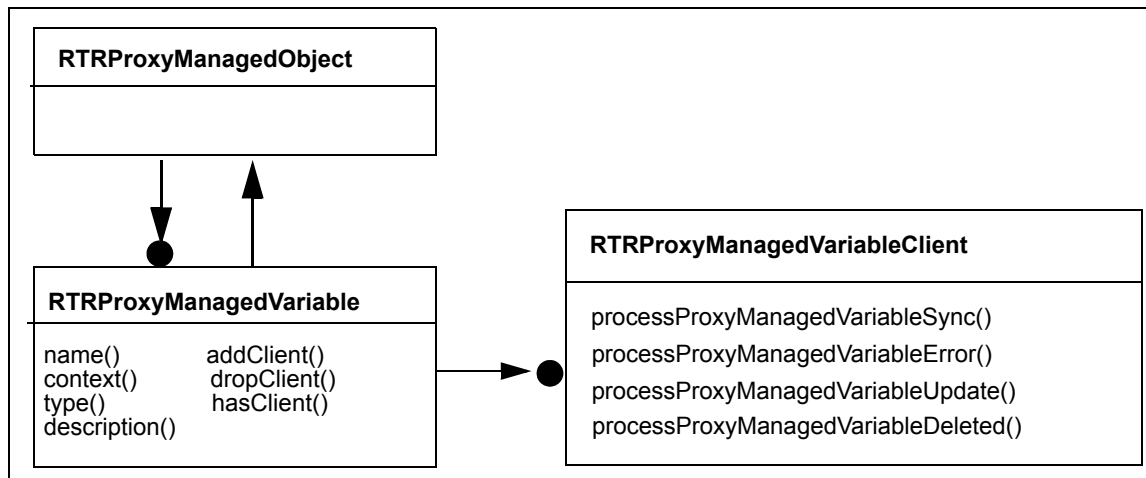 RTRProxyManagedObject
RTRProxyManagedVariable
name() addClient()
context() dropClient()
type() hasClient()
description()
RTRProxyManagedVariableClient
processProxyManagedVariableSync()
processProxyManagedVariableError()
processProxyManagedVariableUpdate()
processProxyManagedVariableDeleted()